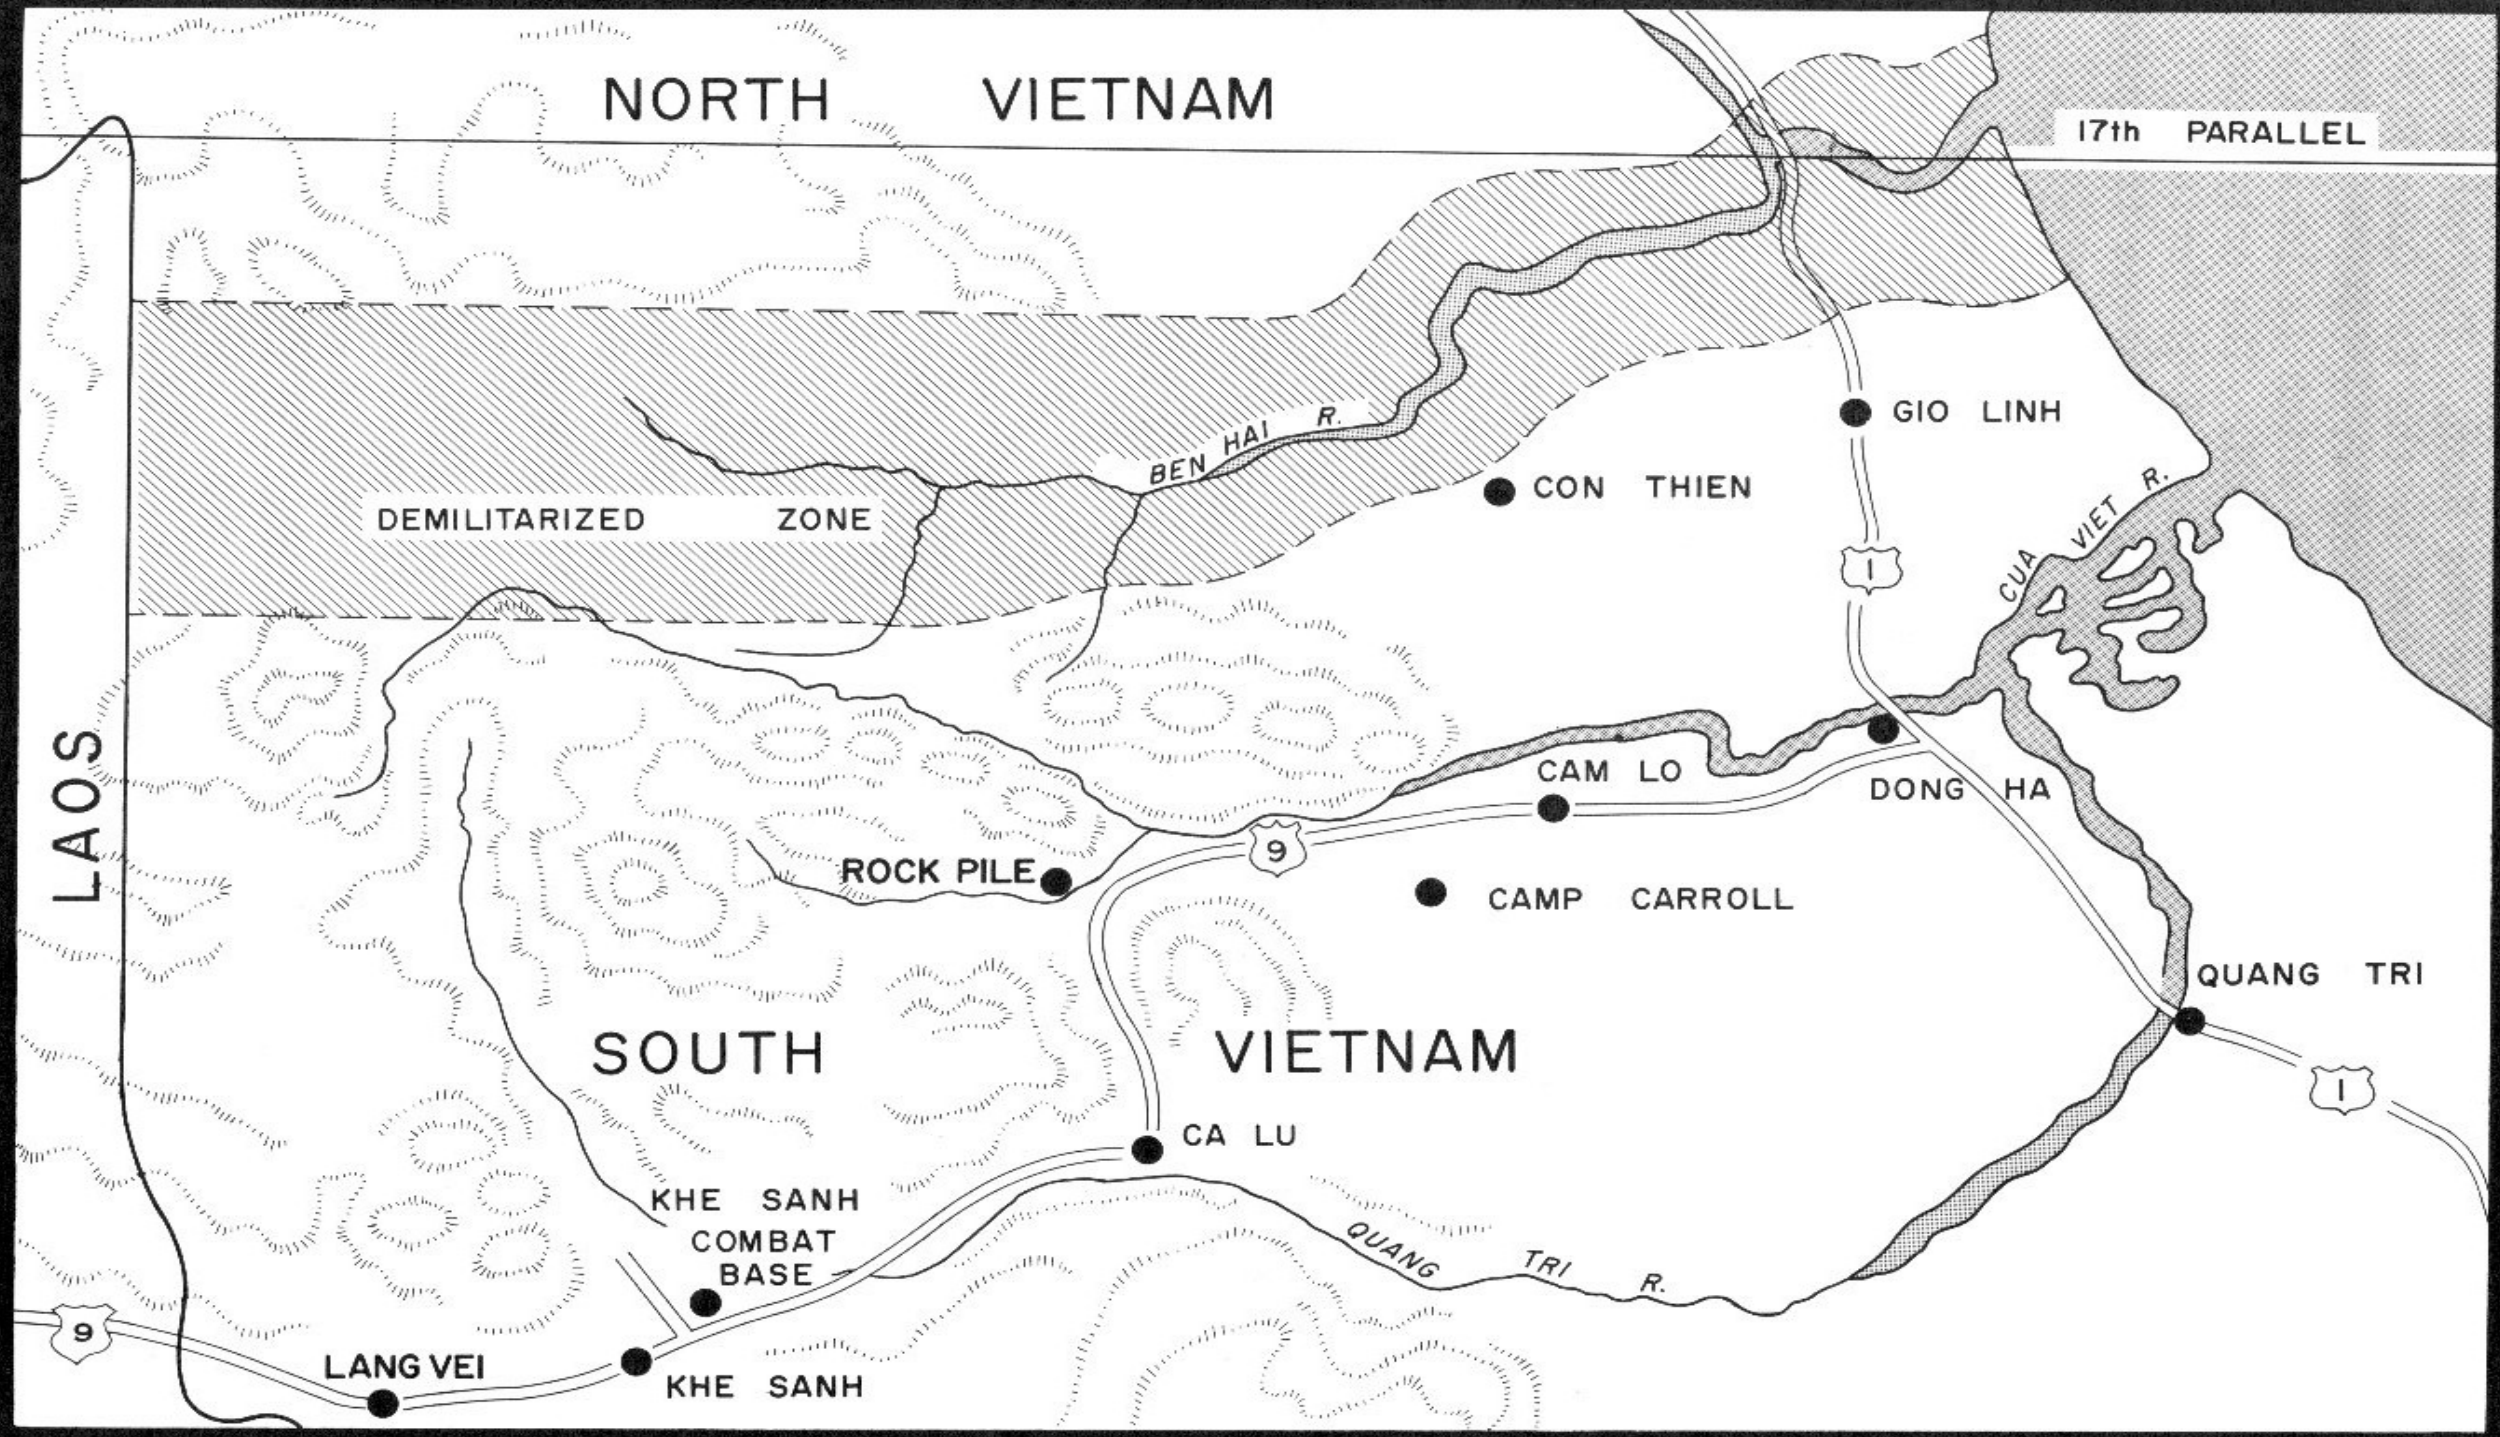 NORTH VIETNAM
17th PARALLEL
GIO LINH
BEN HAI R.
CON THIEN
DEMILITARIZED ZONE
CUA VIET R.
1
LAOS
CAM LO
DONG HA
9
ROCK PILE
CAMP CARROLL
QUANG TRI
SOUTH VIETNAM
1
CA LU
KHE SANH
COMBAT
BASE
QUANG TRI R.
9
LANG VEI
KHE SANH